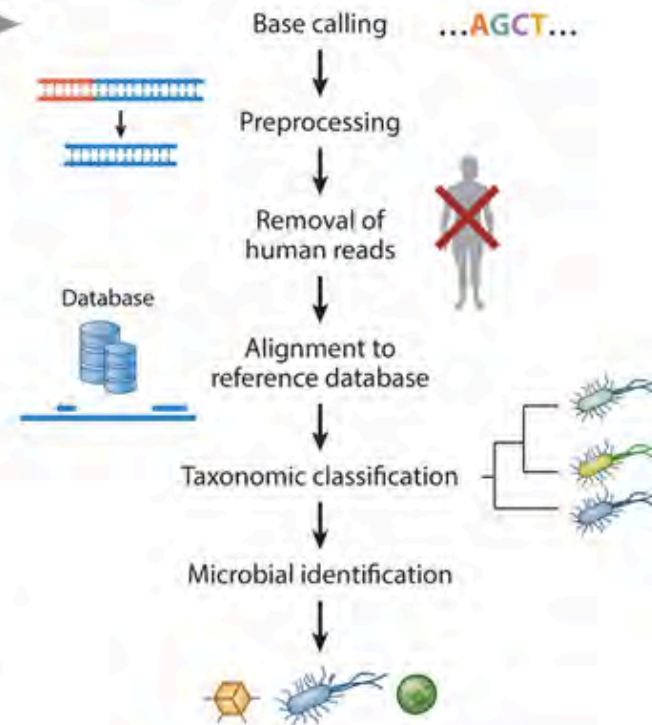 Base calling ...AGCT...
Preprocessing
Removal of
human reads
Database
Alignment to
reference database
Taxonomic classification
Microbial identification